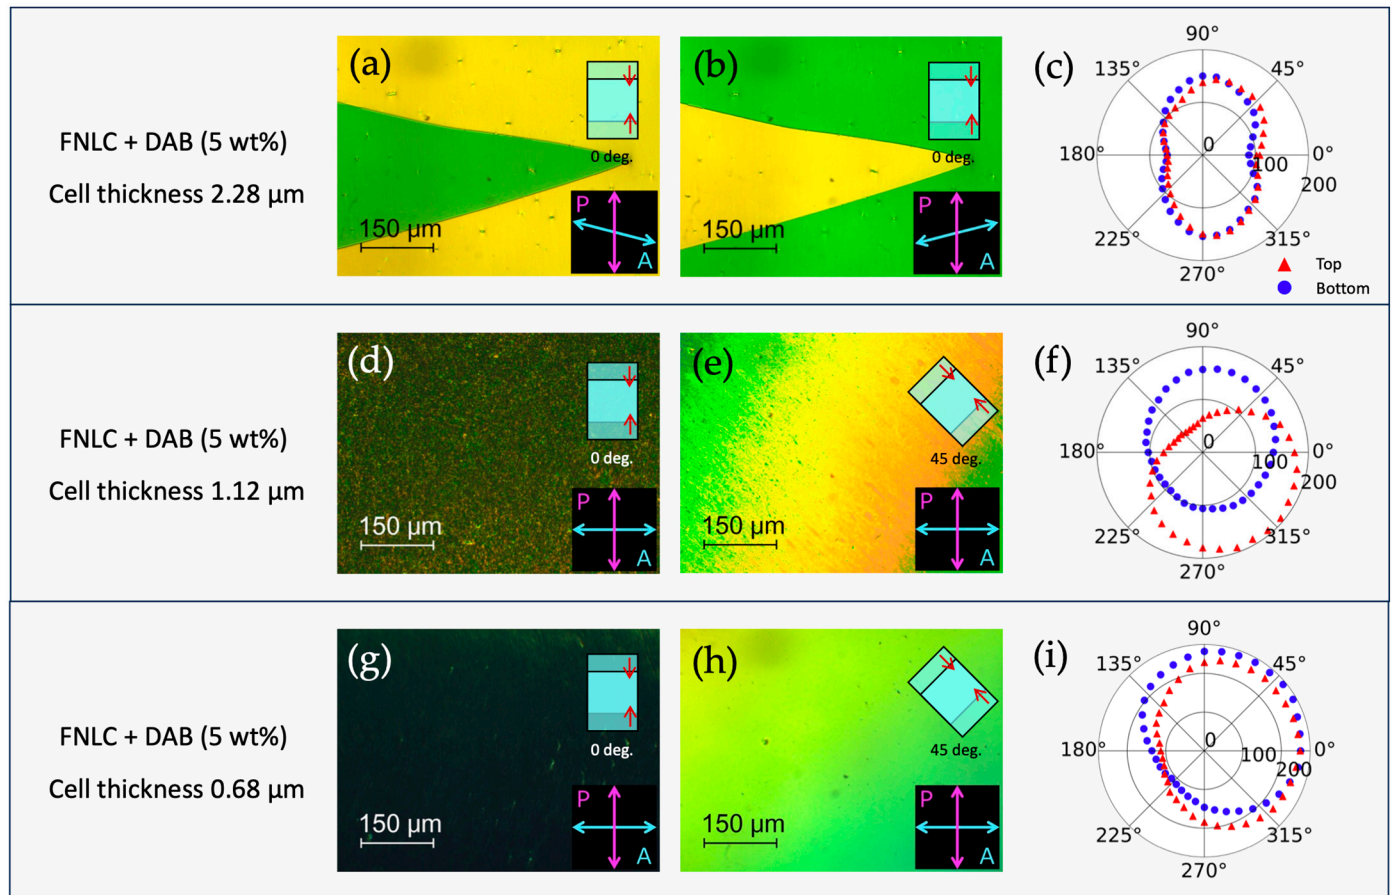 FNLC + DAB (5 wt%)
Cell thickness 2.28 μm
(a)
0 deg.
P
A
150 μm
(b)
0 deg.
P
A
150 μm
(c)
90°
135°
45°
180°
0
0°
100
200
225°
315°
270°
Top
Bottom
FNLC + DAB (5 wt%)
Cell thickness 1.12 μm
(d)
0 deg.
P
A
150 μm
(e)
45 deg.
P
A
150 μm
(f)
90°
135°
45°
180°
0
0°
100
200
225°
315°
270°
FNLC + DAB (5 wt%)
Cell thickness 0.68 μm
(g)
0 deg.
P
A
150 μm
(h)
45 deg.
P
A
150 μm
(i)
90°
135°
45°
180°
0
0°
100
200
225°
315°
270°